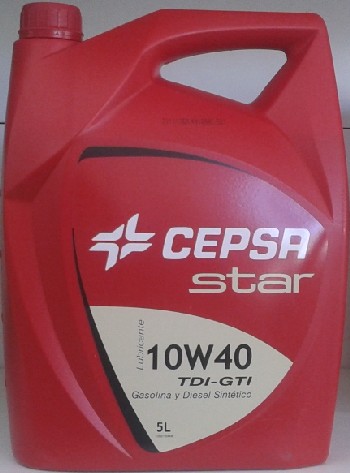 CEPSA
star
Lubricante
10W40
TDI-GTI
Gasolina y Diesel Sintético
5L